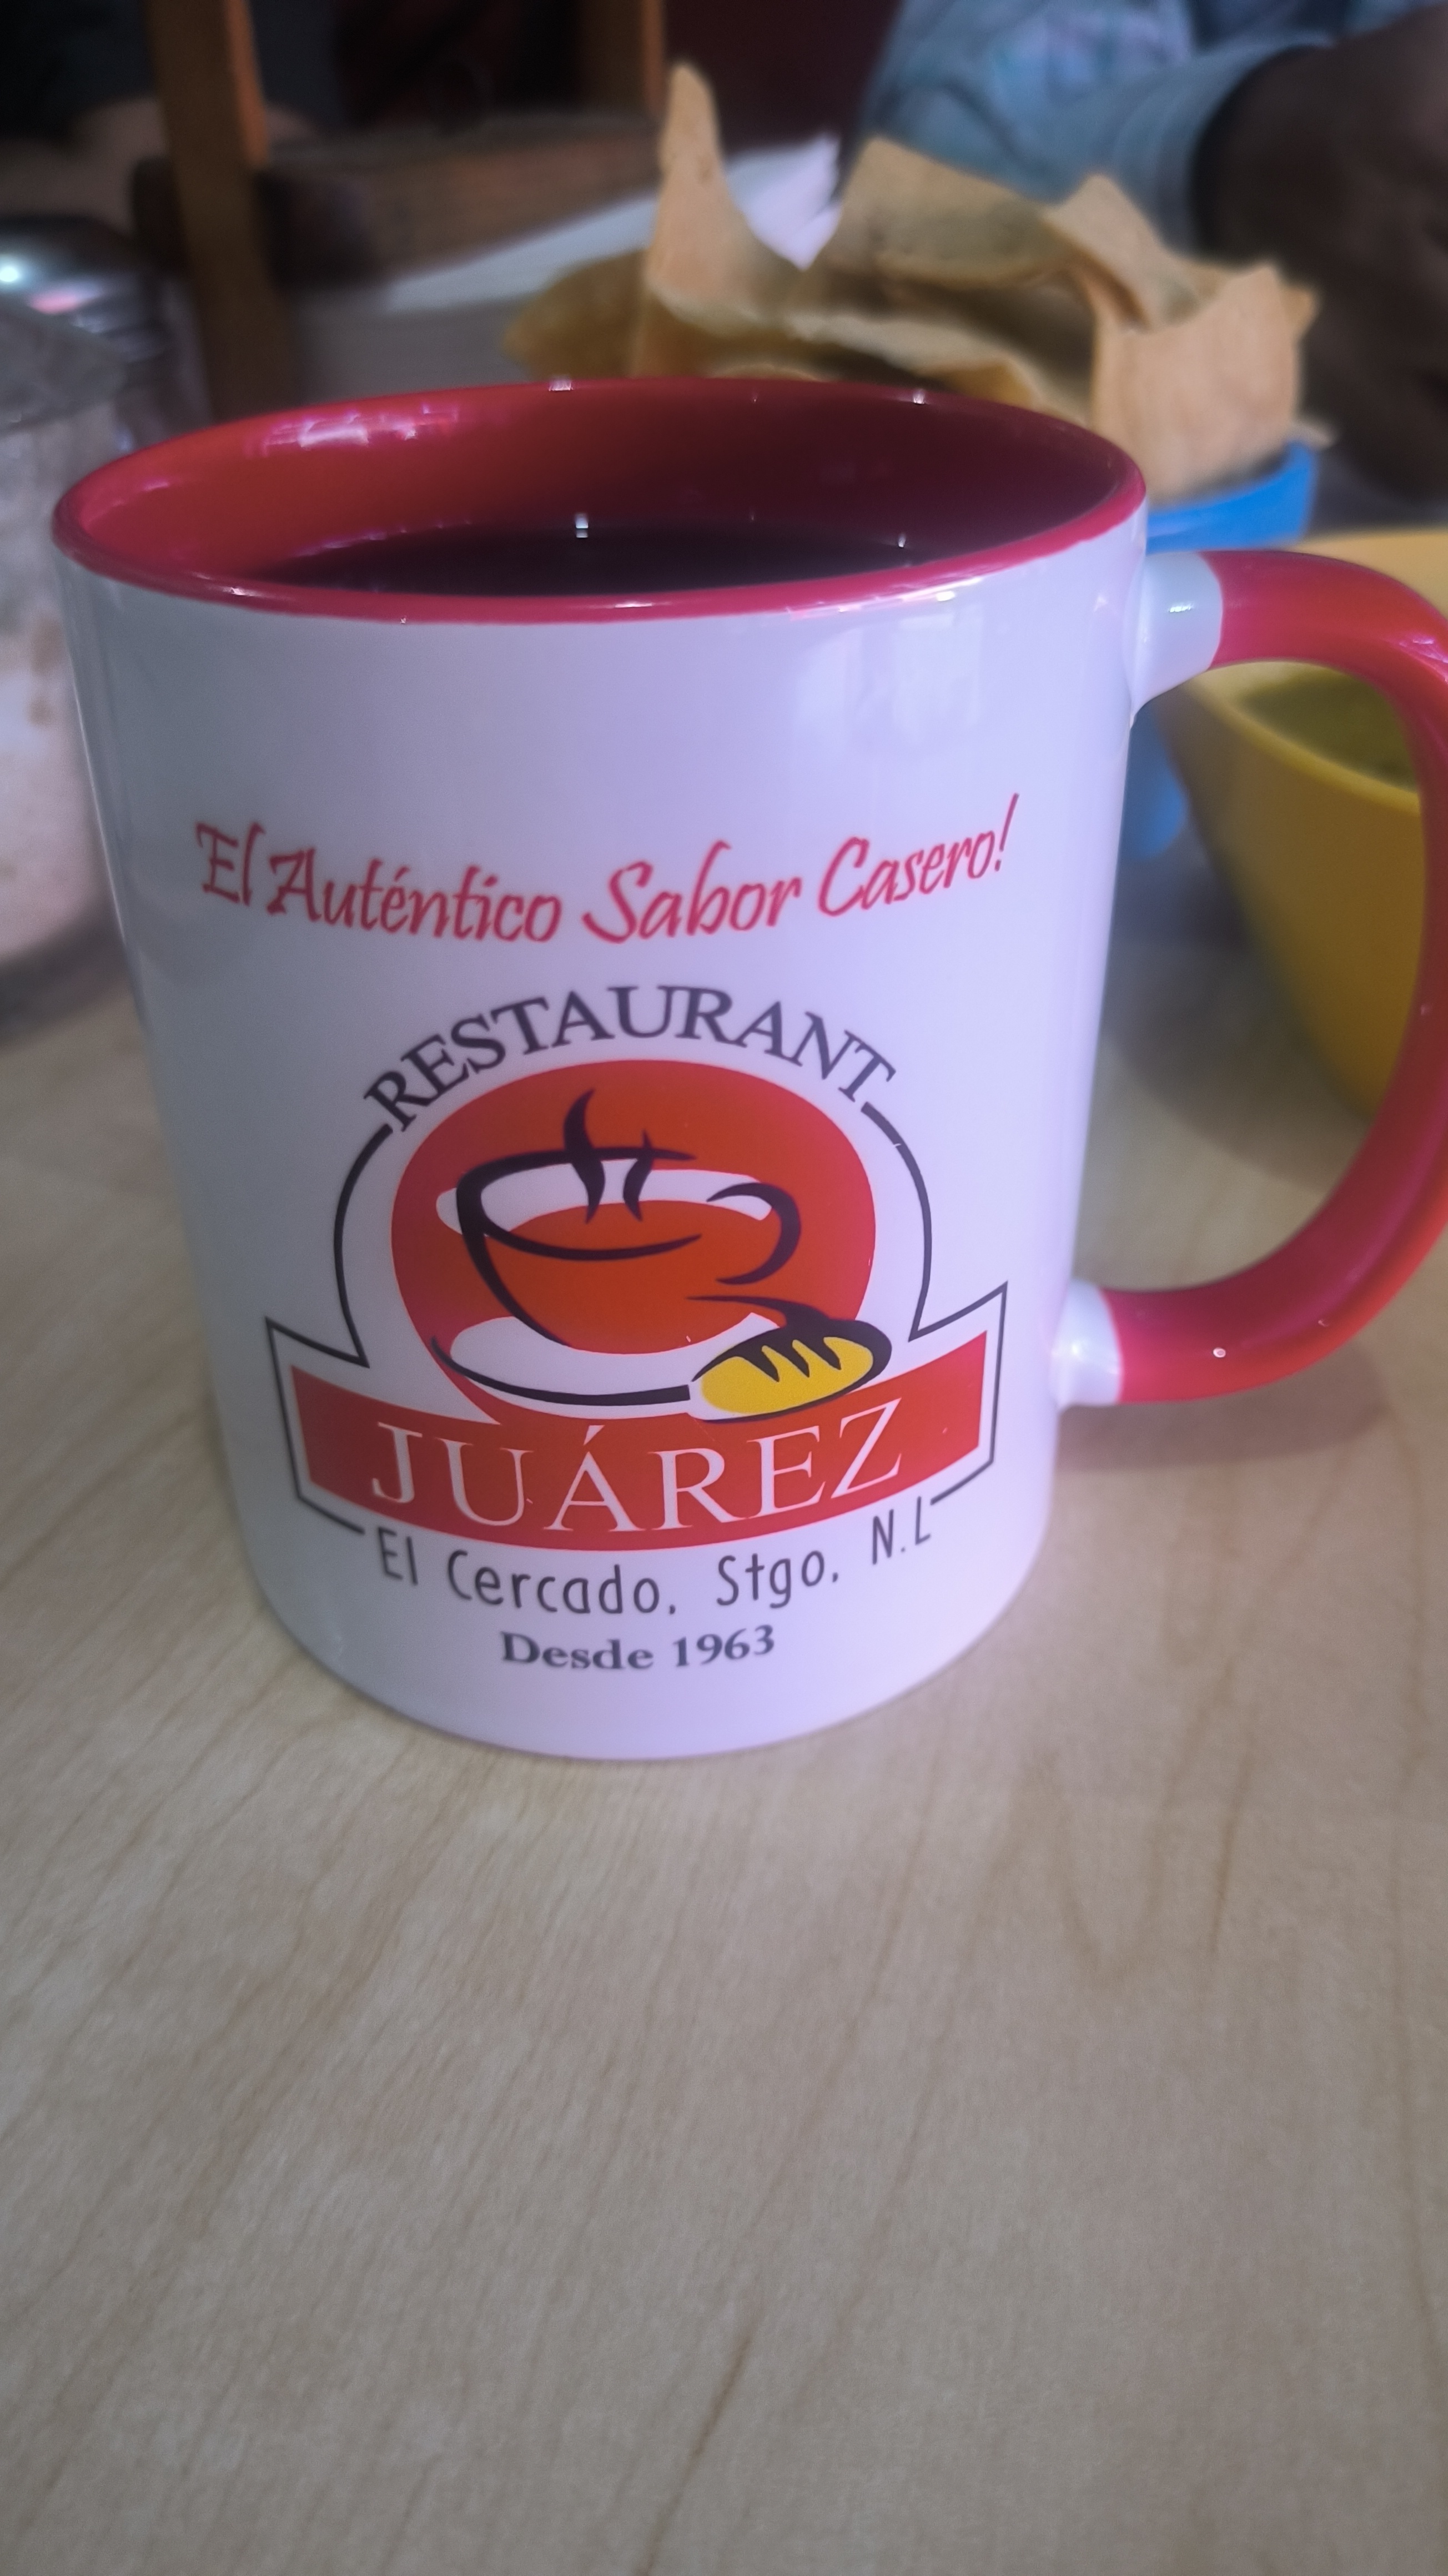 El Auténtico Sabor Casero!
RESTAURANT
JUÁREZ
El Cercado, Stgo, N.L
Desde 1963